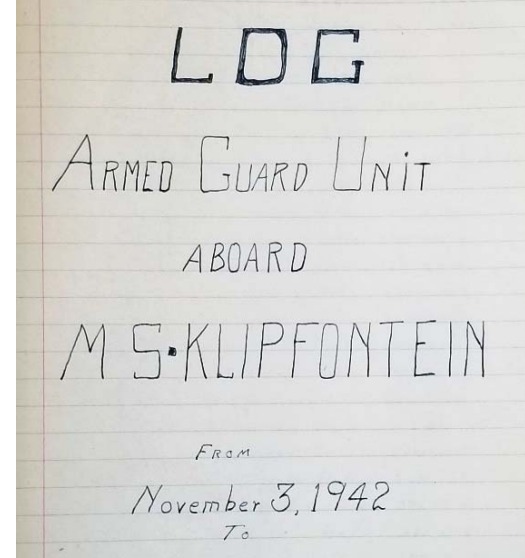 LOG
ARMED GUARD UNiT
ABOARD
M S·KLIPFONTEIN
FROM
November 3, 1942
To